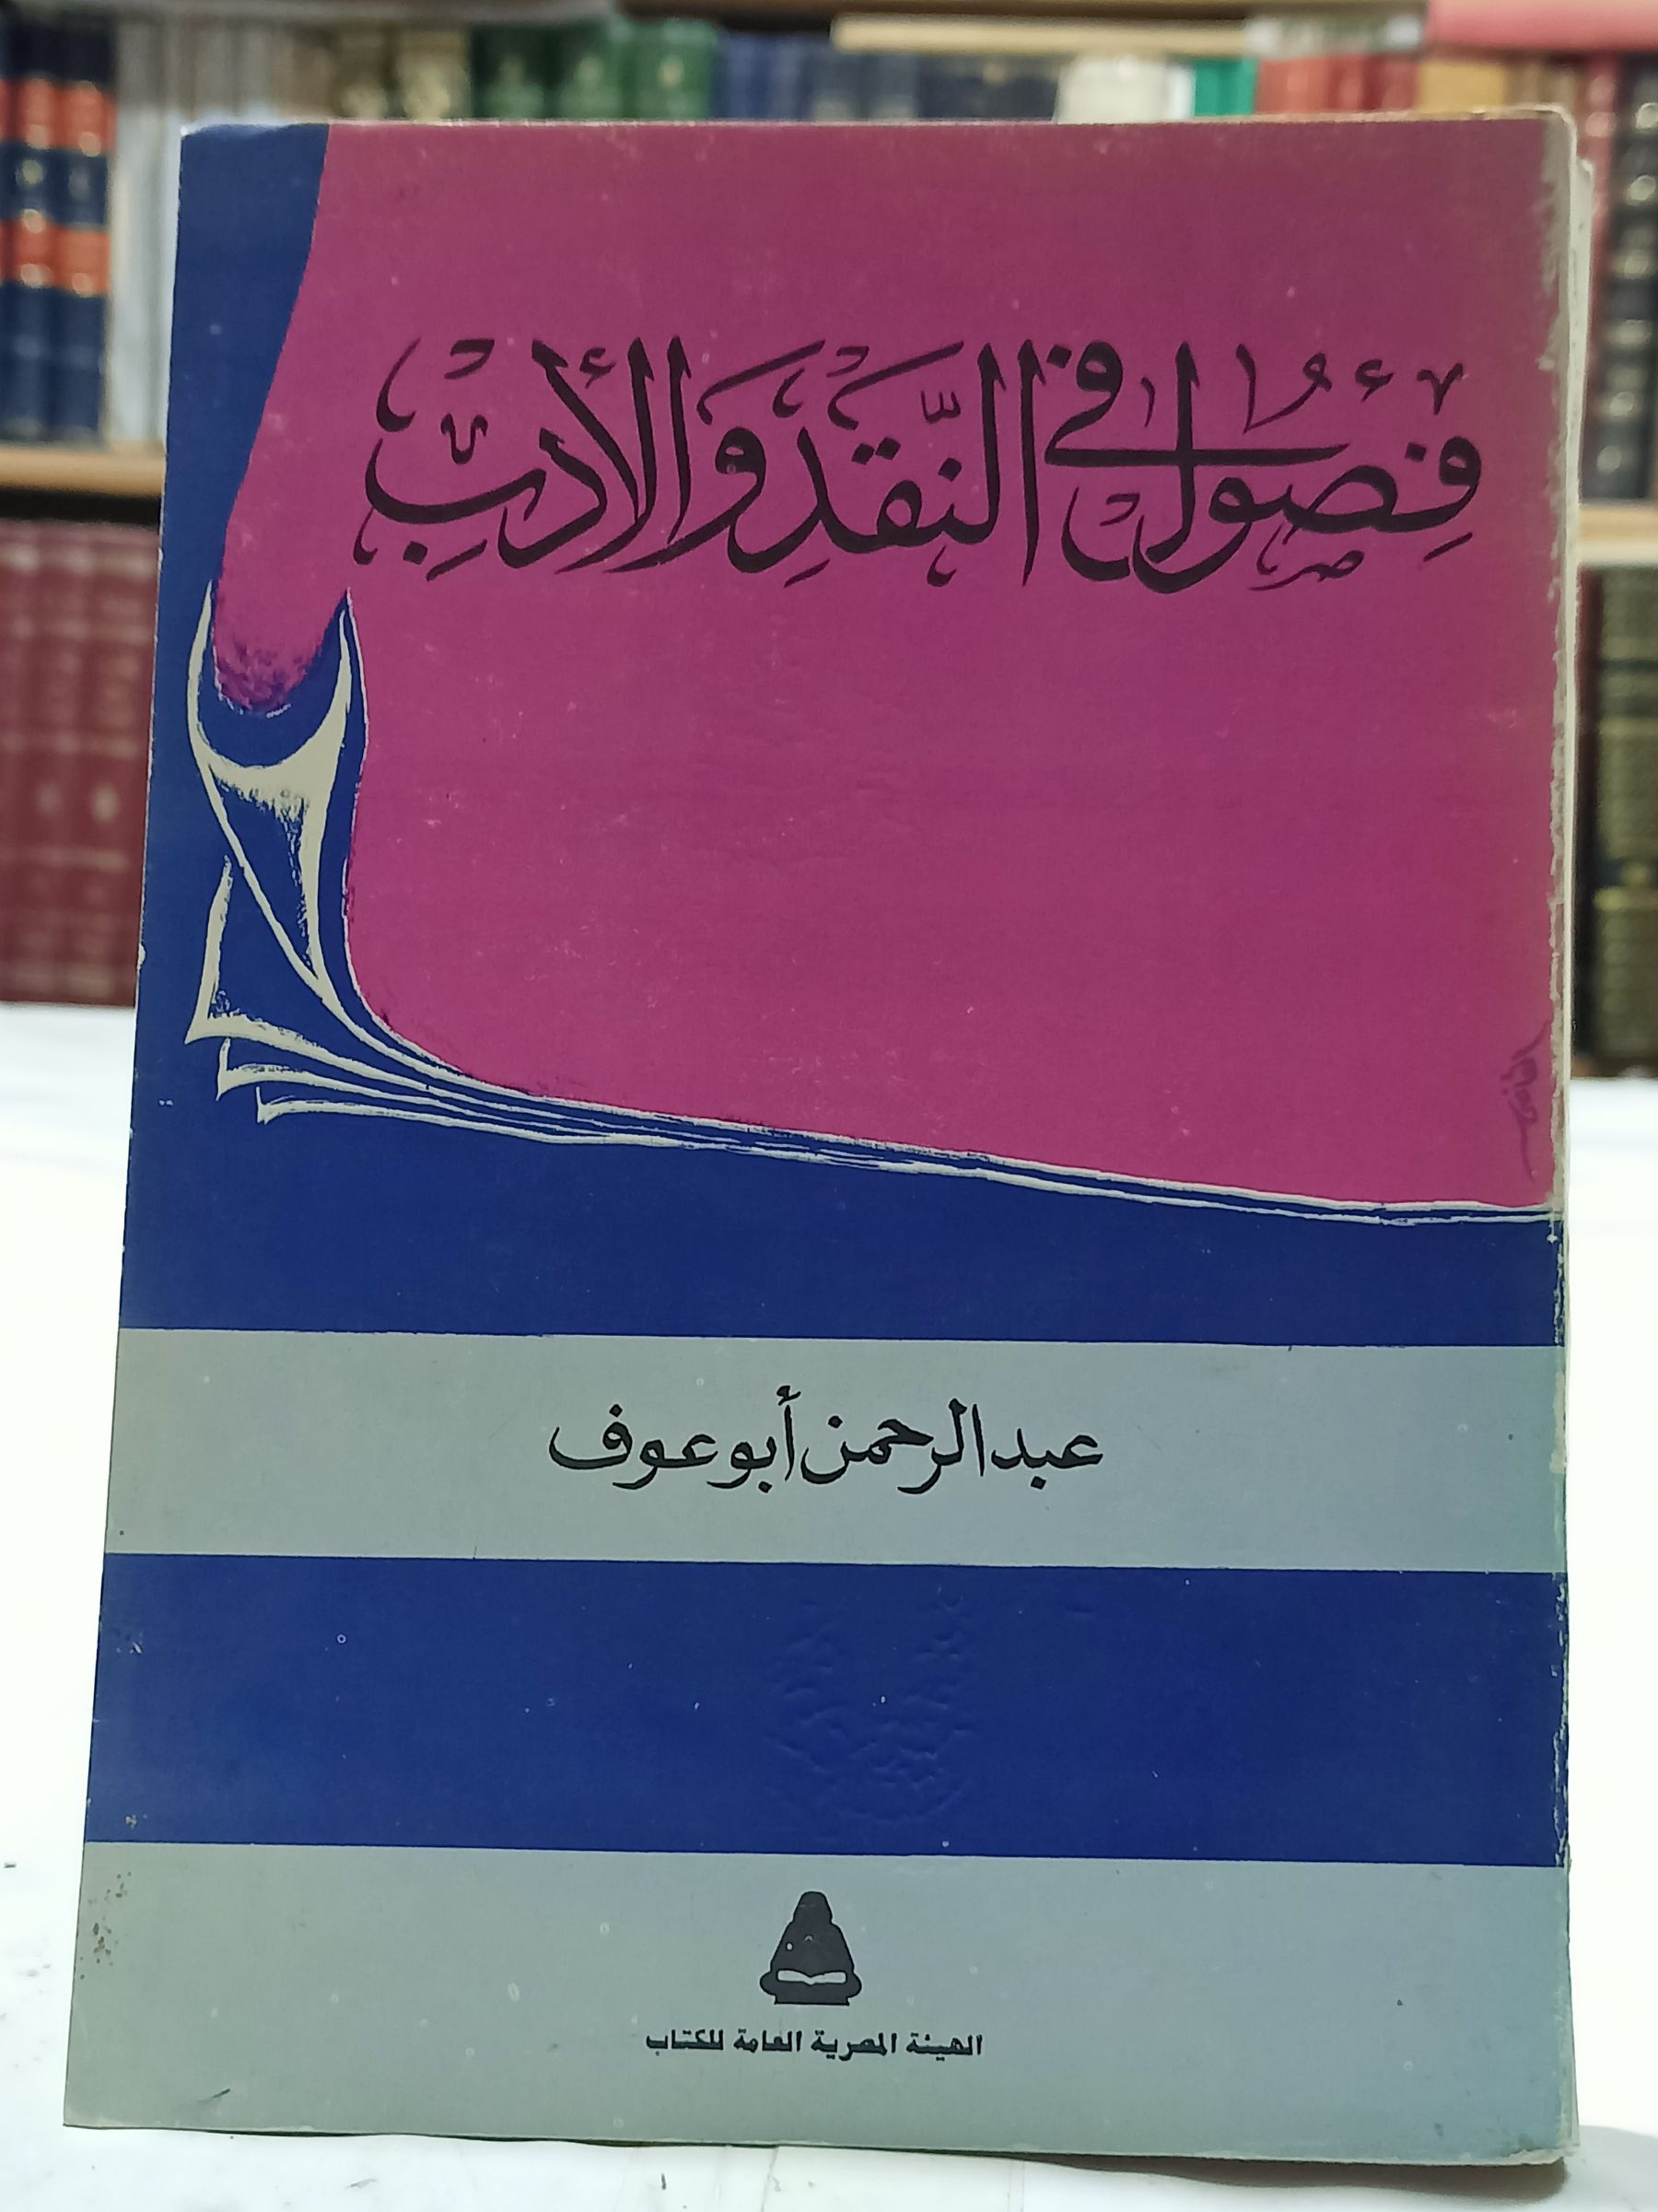 فصول في النقد والأدب
عبد الرحمن أبو عوف
الهيئة المصرية العامة للكتاب